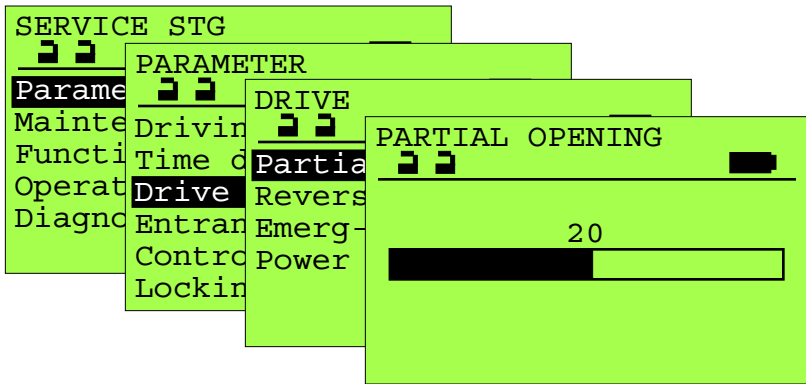 SERVICE STG
Parame
Mainte
Functi
Operat
Diagno
PARAMETER
Drivin
Time d
Drive
Entran
Contro
Lockin
DRIVE
Partia
Revers
Emerg-
Power
PARTIAL OPENING
20